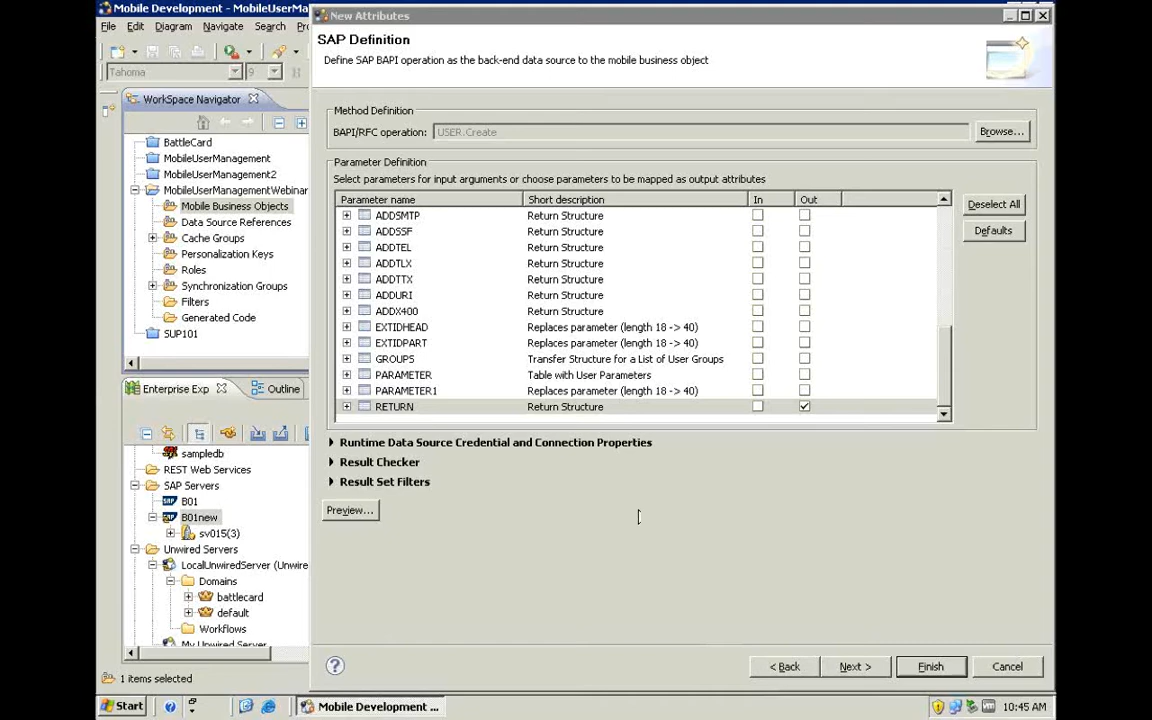 Mobile Development - MobileUserMa
File Edit Diagram Navigate Search Pr
Tahoma 9
WorkSpace Navigator
BattleCard
MobileUserManagement
MobileUserManagement2
MobileUserManagementWebinar
Mobile Business Objects
Data Source References
Cache Groups
Personalization Keys
Roles
Synchronization Groups
Filters
Generated Code
SUP101
Enterprise Exp Outline
sampledb
REST Web Services
SAP Servers
B01
B01new
sv015(3)
Unwired Servers
LocalUnwiredServer (Unwire
Domains
battlecard
default
Workflows
My Unwired Server
1 items selected
New Attributes
SAP Definition
Define SAP BAPI operation as the back-end data source to the mobile business object
Method Definition
BAPI/RFC operation: USER.Create Browse...
Parameter Definition
Select parameters for input arguments or choose parameters to be mapped as output attributes
Parameter name Short description In Out
ADDSMTP Return Structure
ADDSSF Return Structure
ADDTEL Return Structure
ADDTLX Return Structure
ADDTTX Return Structure
ADDURI Return Structure
ADDX400 Return Structure
EXTIDHEAD Replaces parameter (length 18 -> 40)
EXTIDPART Replaces parameter (length 18 -> 40)
GROUPS Transfer Structure for a List of User Groups
PARAMETER Table with User Parameters
PARAMETER1 Replaces parameter (length 18 -> 40)
RETURN Return Structure
Deselect All
Defaults
Runtime Data Source Credential and Connection Properties
Result Checker
Result Set Filters
Preview...
? < Back Next > Finish Cancel
Start Mobile Development ... 10:45 AM